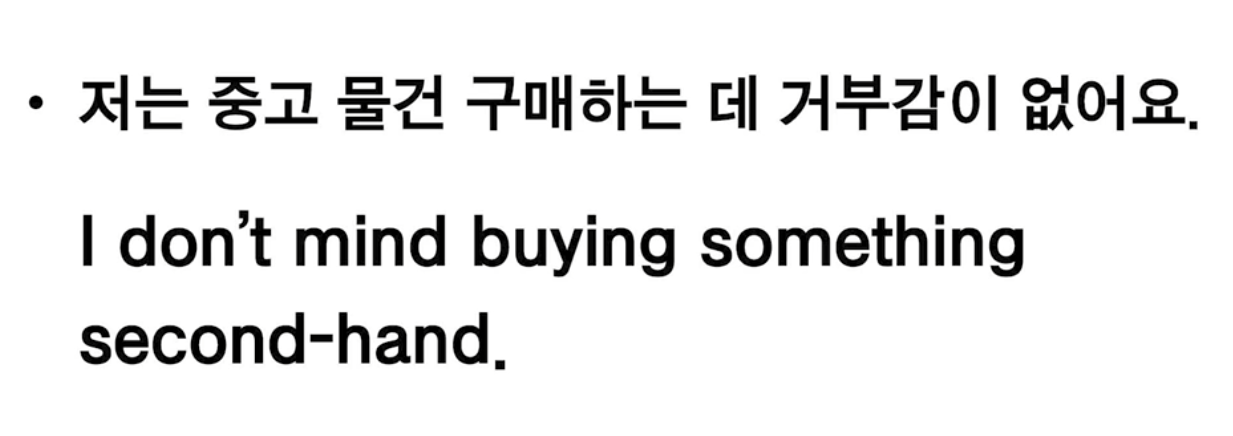 • 저는 중고 물건 구매하는 데 거부감이 없어요.
I don’t mind buying something
second-hand.